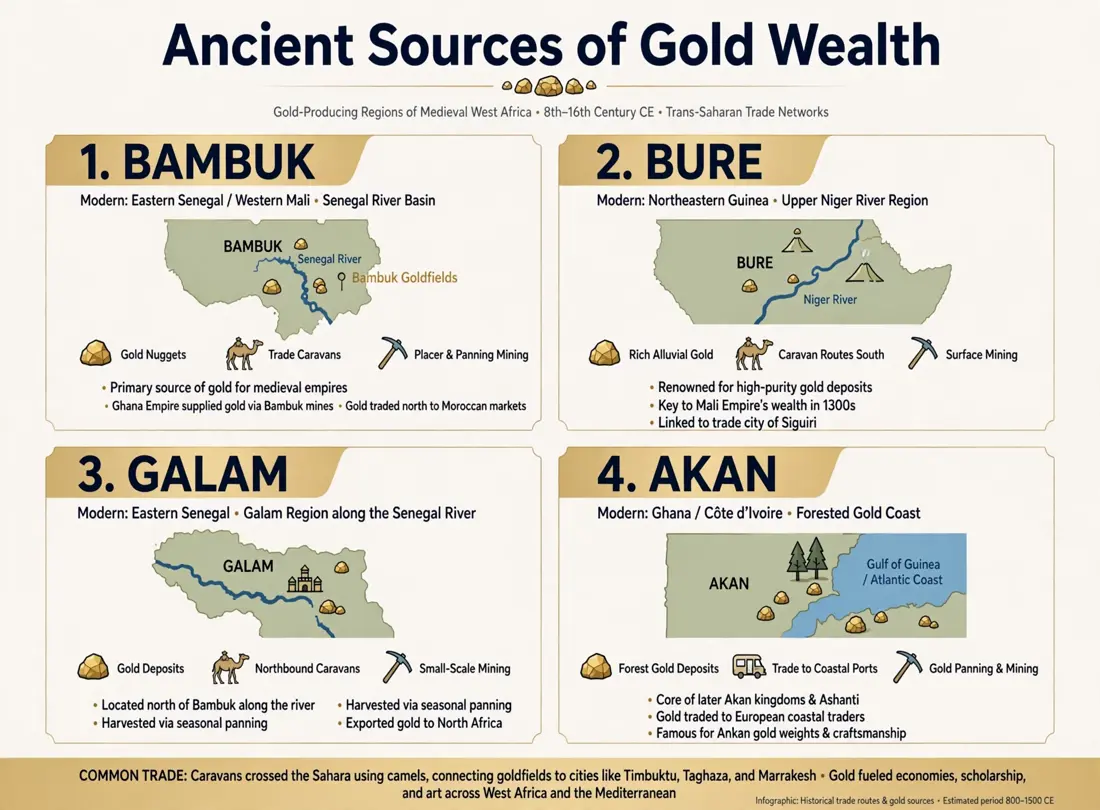 Ancient Sources of Gold Wealth
Gold-Producing Regions of Medieval West Africa • 8th–16th Century CE • Trans-Saharan Trade Networks
1. BAMBUK
Modern: Eastern Senegal / Western Mali • Senegal River Basin
BAMBUK
Senegal River
Bambuk Goldfields
Gold Nuggets
Trade Caravans
Placer & Panning Mining
• Primary source of gold for medieval empires
• Ghana Empire supplied gold via Bambuk mines • Gold traded north to Moroccan markets
2. BURE
Modern: Northeastern Guinea • Upper Niger River Region
BURE
Niger River
Rich Alluvial Gold
Caravan Routes South
Surface Mining
• Renowned for high-purity gold deposits
• Key to Mali Empire's wealth in 1300s
• Linked to trade city of Siguiri
3. GALAM
Modern: Eastern Senegal • Galam Region along the Senegal River
GALAM
Gold Deposits
Northbound Caravans
Small-Scale Mining
• Located north of Bambuk along the river
• Harvested via seasonal panning
• Harvested via seasonal panning
• Exported gold to North Africa
4. AKAN
Modern: Ghana / Côte d'Ivoire • Forested Gold Coast
AKAN
Gulf of Guinea
/ Atlantic Coast
Forest Gold Deposits
Trade to Coastal Ports
Gold Panning & Mining
• Core of later Akan kingdoms & Ashanti
• Gold traded to European coastal traders
• Famous for Ankan gold weights & craftsmanship
COMMON TRADE: Caravans crossed the Sahara using camels, connecting goldfields to cities like Timbuktu, Taghaza, and Marrakesh • Gold fueled economies, scholarship,
and art across West Africa and the Mediterranean
Infographic: Historical trade routes & gold sources • Estimated period 800–1500 CE